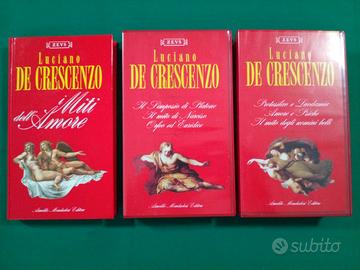 ZEVS
Luciano
DE CRESCENZO
i Miti
dell'Amore
Arnoldo Mondadori Editore
ZEVS
Luciano
DE CRESCENZO
Il Simposio di Platone
Il mito di Narciso
Orfeo ed Euridice
Arnoldo Mondadori Editore
ZEVS
Luciano
DE CRESCENZO
Protesilao e Laodamia
Amore e Psiche
Il mito degli uomini belli
Arnoldo Mondadori Editore
subito